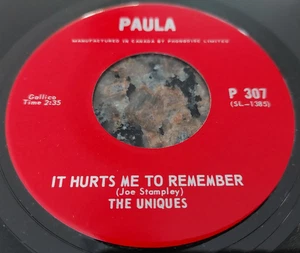 PAULA
MANUFACTURED IN CANADA BY PHONODISC LIMITED
Gallico
Time 2:35
P 307
(SL-1385)
IT HURTS ME TO REMEMBER
(Joe Stampley)
THE UNIQUES